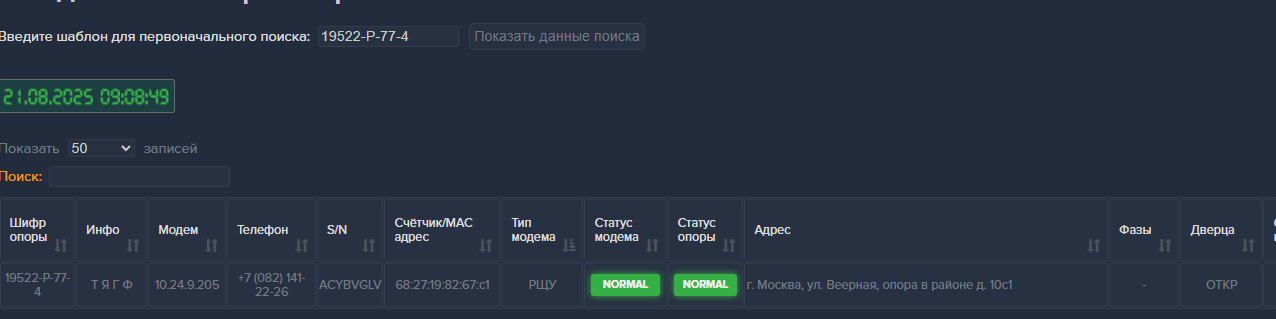 Введите шаблон для первоначального поиска: 19522-Р-77-4 Показать данные поиска
21.08.2025 09:08:49
Показать 50 записей
Поиск:
Шифр опоры Инфо Модем Телефон S/N Счётчик/MAC адрес Тип модема Статус модема Статус опоры Адрес Фазы Дверца
19522-Р-77-4 Т Я Г Ф 10.24.9.205 +7 (082) 141-22-26 ACYBVGLV 68:27:19:82:67:c1 РЩУ NORMAL NORMAL г. Москва, ул. Веерная, опора в районе д. 10с1 - ОТКР